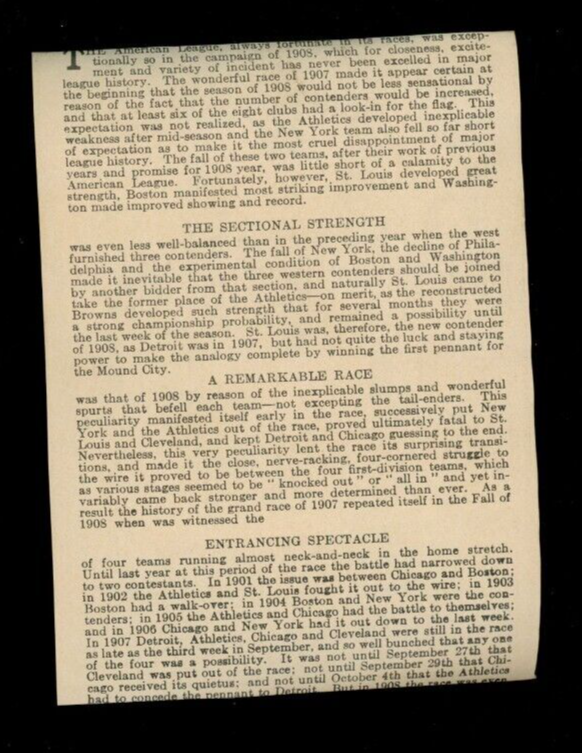 THE American League, always fortunate in its races, was excep-
tionally so in the campaign of 1908, which for closeness, excite-
ment and variety of incident has never been excelled in major
league history. The wonderful race of 1907 made it appear certain at
the beginning that the season of 1908 would not be less sensational by
reason of the fact that the number of contenders would be increased,
and that at least six of the eight clubs had a look-in for the flag. This
expectation was not realized, as the Athletics developed inexplicable
weakness after mid-season and the New York team also fell so far short
of expectation as to make it the most cruel disappointment of major
league history. The fall of these two teams, after their work of previous
years and promise for 1908 year, was little short of a calamity to the
American League. Fortunately, however, St. Louis developed great
strength, Boston manifested most striking improvement and Washing-
ton made improved showing and record.
THE SECTIONAL STRENGTH
was even less well-balanced than in the preceding year when the west
furnished three contenders. The fall of New York, the decline of Phila-
delphia and the experimental condition of Boston and Washington
made it inevitable that the three western contenders should be joined
by another bidder from that section, and naturally St. Louis came to
take the former place of the Athletics—on merit, as the reconstructed
Browns developed such strength that for several months they were
a strong championship probability, and remained a possibility until
the last week of the season. St. Louis was, therefore, the new contender
of 1908, as Detroit was in 1907, but had not quite the luck and staying
power to make the analogy complete by winning the first pennant for
the Mound City.
A REMARKABLE RACE
was that of 1908 by reason of the inexplicable slumps and wonderful
spurts that befell each team—not excepting the tail-enders. This
peculiarity manifested itself early in the race, successively put New
York and the Athletics out of the race, proved ultimately fatal to St.
Louis and Cleveland, and kept Detroit and Chicago guessing to the end.
Nevertheless, this very peculiarity lent the race its surprising transi-
tions, and made it the close, nerve-racking, four-cornered struggle to
the wire it proved to be between the four first-division teams, which
as various stages seemed to be " knocked out " or " all in " and yet in-
variably came back stronger and more determined than ever. As a
result the history of the grand race of 1907 repeated itself in the Fall of
1908 when was witnessed the
ENTRANCING SPECTACLE
of four teams running almost neck-and-neck in the home stretch.
Until last year at this period of the race the battle had narrowed down
to two contestants. In 1901 the issue was between Chicago and Boston;
in 1902 the Athletics and St. Louis fought it out to the wire; in 1903
Boston had a walk-over; in 1904 Boston and New York were the con-
tenders; in 1905 the Athletics and Chicago had the battle to themselves;
and in 1906 Chicago and New York had it out down to the last week.
In 1907 Detroit, Athletics, Chicago and Cleveland were still in the race
as late as the third week in September, and so well bunched that any one
of the four was a possibility. It was not until September 27th that
Cleveland was put out of the race; not until September 29th that Chi-
cago received its quietus; and not until October 4th that the Athletics
had to concede the pennant to Detroit. But in 1908 the race was even